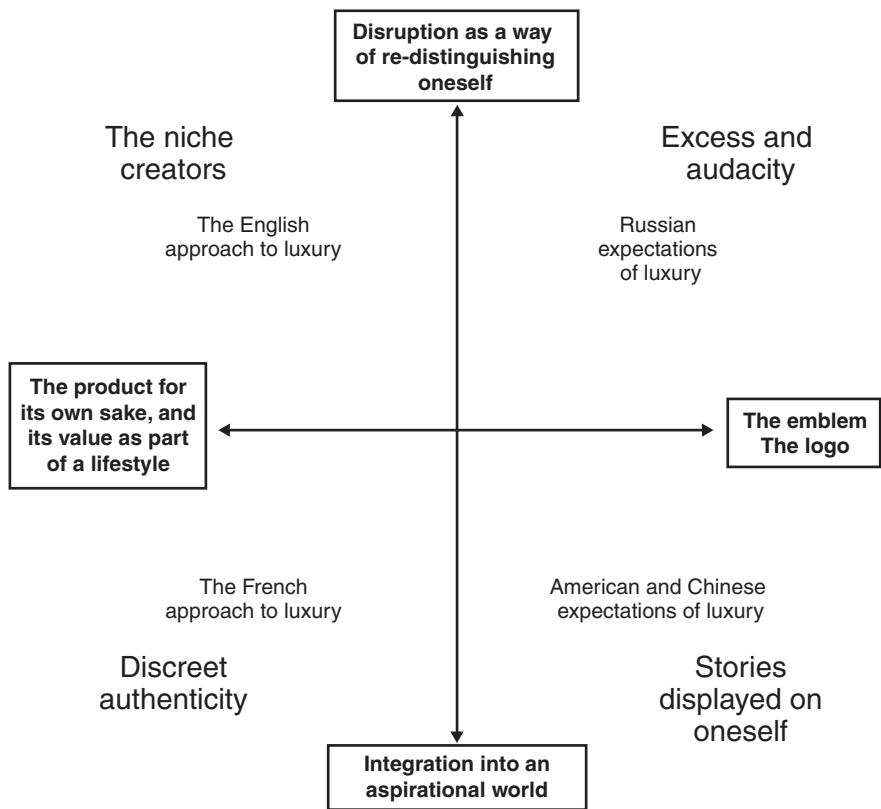 Disruption as a way
of re-distinguishing
oneself
The niche
creators
Excess and
audacity
The English
approach to luxury
Russian
expectations
of luxury
The product for
its own sake, and
its value as part
of a lifestyle
The emblem
The logo
The French
approach to luxury
American and Chinese
expectations of luxury
Discreet
authenticity
Stories
displayed on
oneself
Integration into an
aspirational world